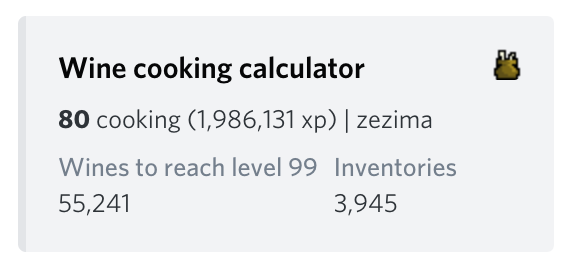 Wine cooking calculator
80 cooking (1,986,131 xp) | zezima
Wines to reach level 99 Inventories
55,241 3,945